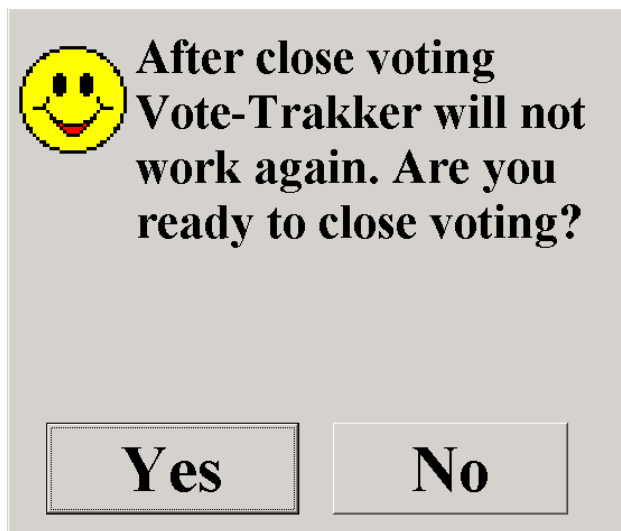 After close voting
Vote-Trakker will not
work again. Are you
ready to close voting?
Yes No